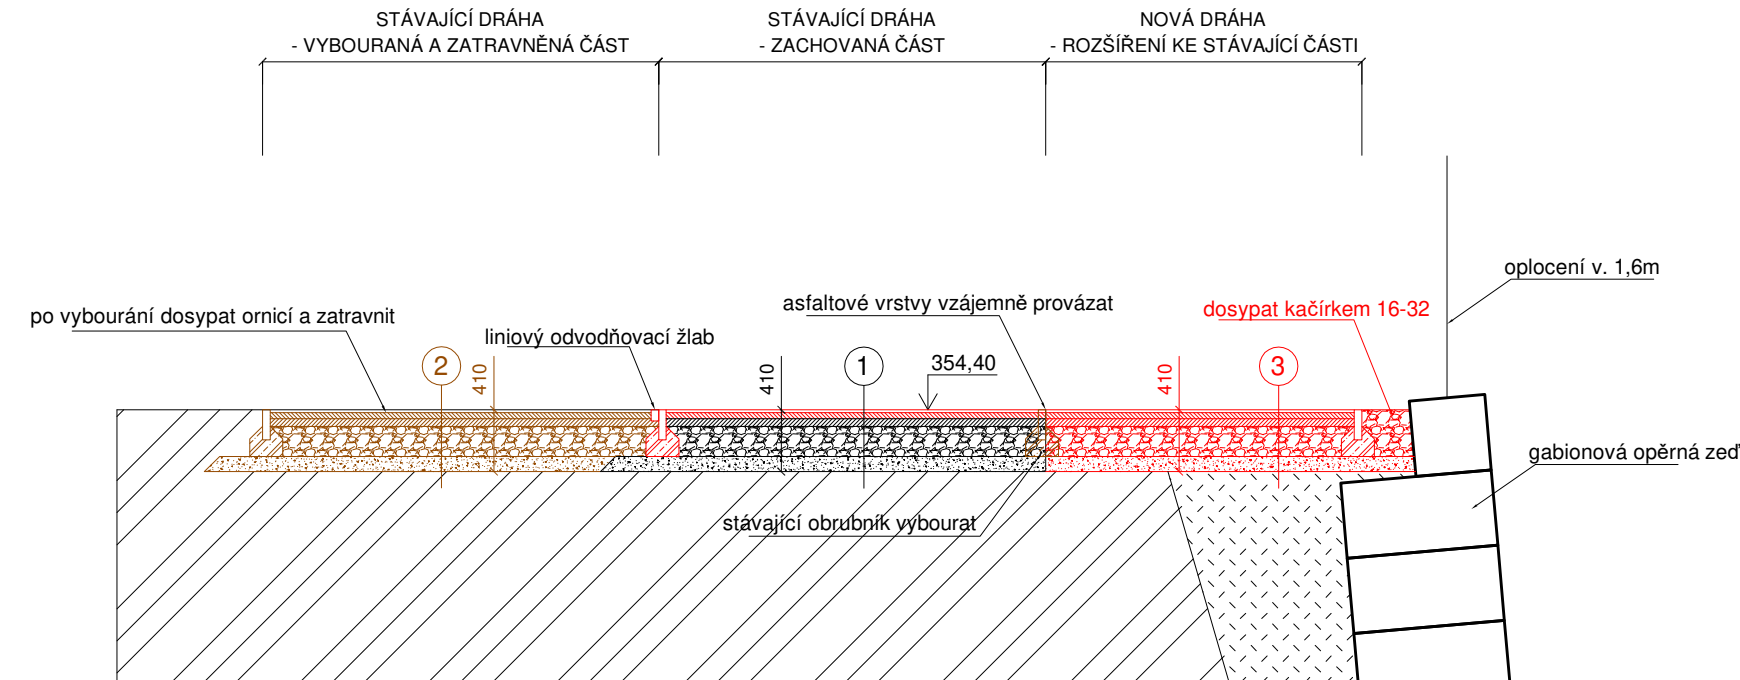 STÁVAJÍCÍ DRÁHA
- VYBOURANÁ A ZATRAVNĚNÁ ČÁST
STÁVAJÍCÍ DRÁHA
- ZACHOVANÁ ČÁST
NOVÁ DRÁHA
- ROZŠÍŘENÍ KE STÁVAJÍCÍ ČÁSTI
oplocení v. 1,6m
po vybourání dosypat ornicí a zatravnit
liniový odvodňovací žlab
asfaltové vrstvy vzájemně provázat
dosypat kačírkem 16-32
2
410
410
1
354,40
410
3
gabionová opěrná zeď
stávající obrubník vybourat